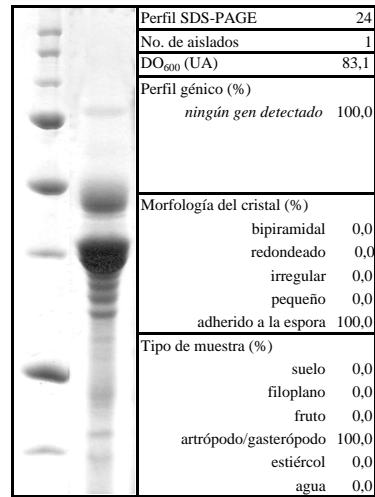 Perfil SDS-PAGE 24
No. de aislados 1
DO600 (UA) 83,1
Perfil génico (%)
ningún gen detectado 100,0
Morfología del cristal (%)
bipiramidal 0,0
redondeado 0,0
irregular 0,0
pequeño 0,0
adherido a la espora 100,0
Tipo de muestra (%)
suelo 0,0
filoplano 0,0
fruto 0,0
artrópodo/gasterópodo 100,0
estiércol 0,0
agua 0,0